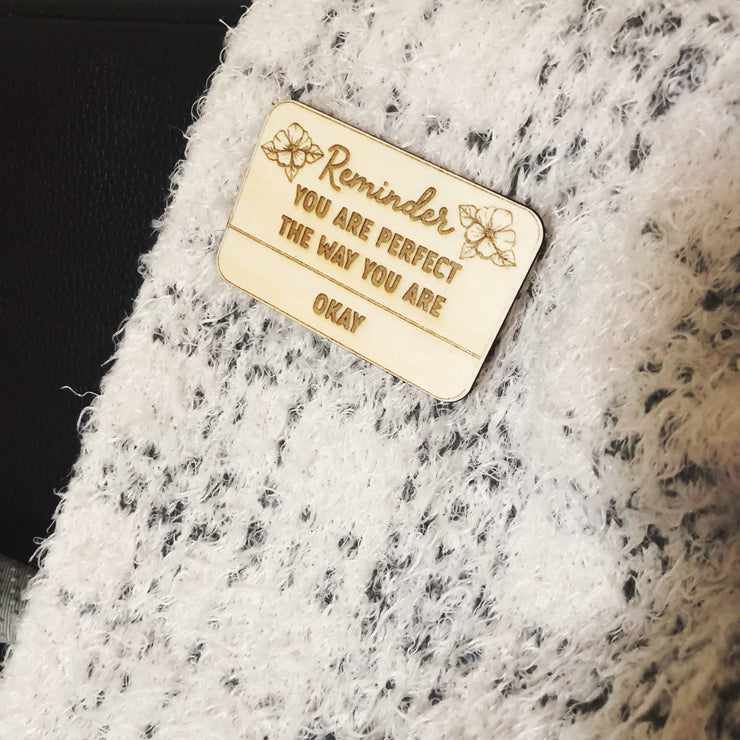 Reminder
YOU ARE PERFECT
THE WAY YOU ARE
OKAY